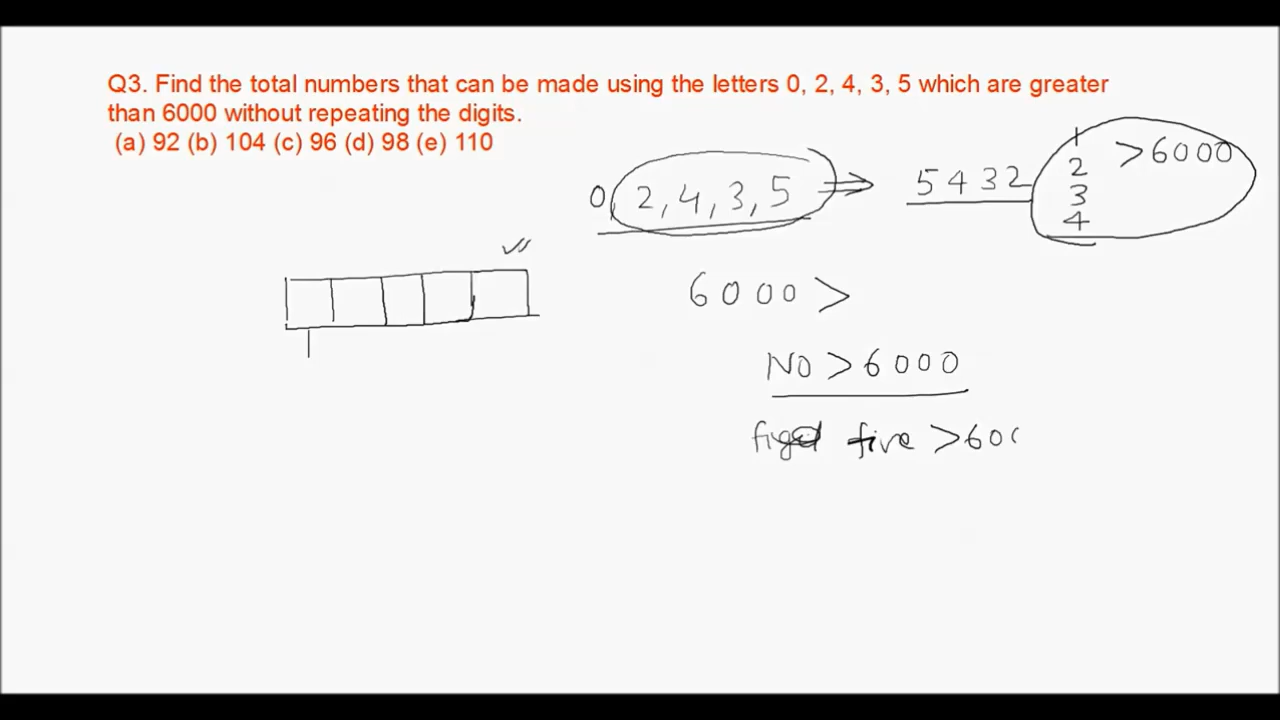 Q3. Find the total numbers that can be made using the letters 0, 2, 4, 3, 5 which are greater
than 6000 without repeating the digits.
(a) 92 (b) 104 (c) 96 (d) 98 (e) 110
0, 2, 4, 3, 5 ⇒ 5432
1
2
3
4
>6000
6000 >
NO > 6000
five > 600